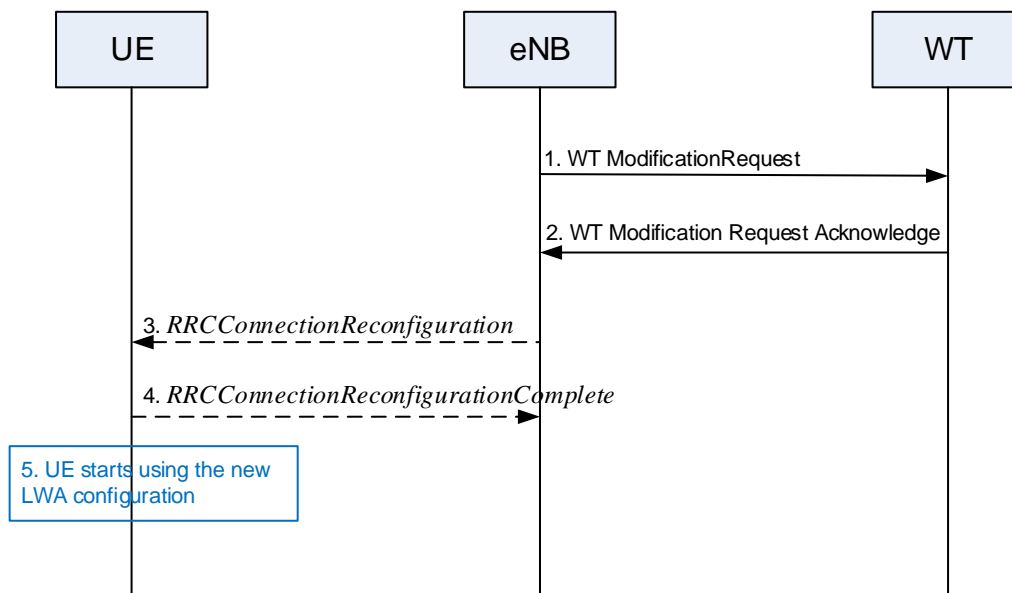 UE
eNB
WT
1. WT ModificationRequest
2. WT Modification Request Acknowledge
3. RRCConnectionReconfiguration
4. RRCConnectionReconfigurationComplete
5. UE starts using the new
LWA configuration